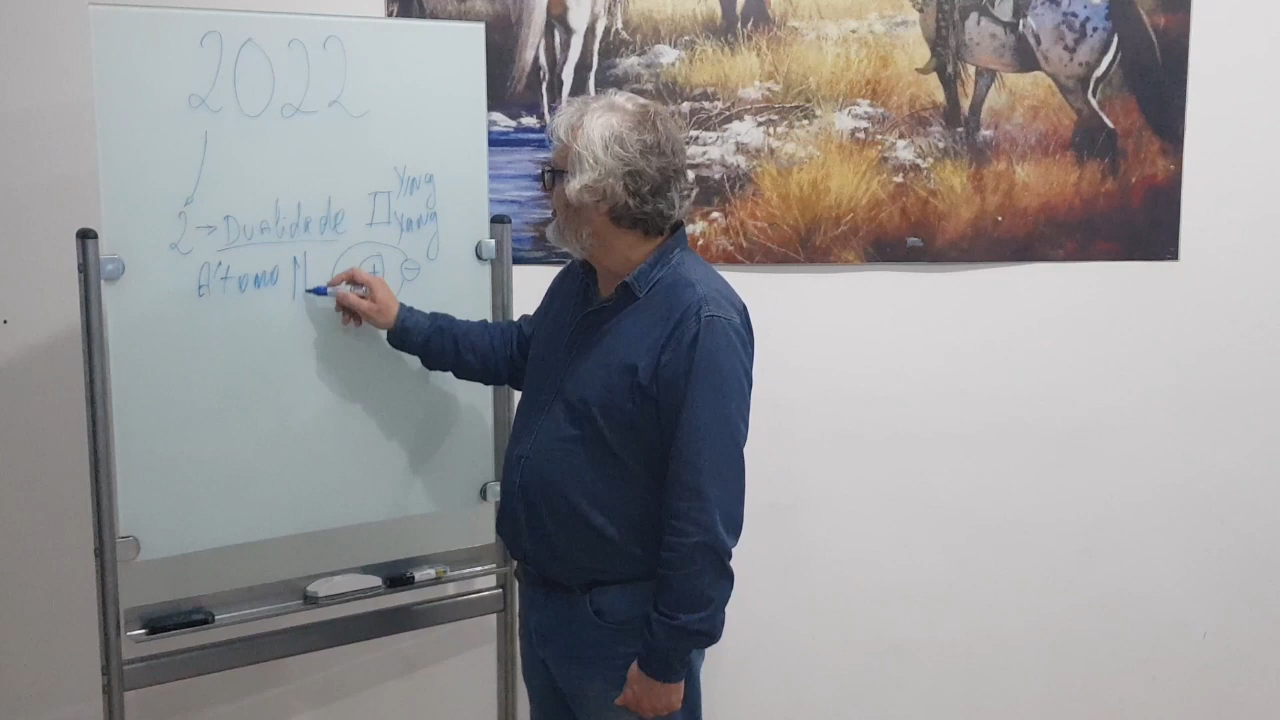 2022
2 → Dualidade II Ying
Yang
Átomo N + -